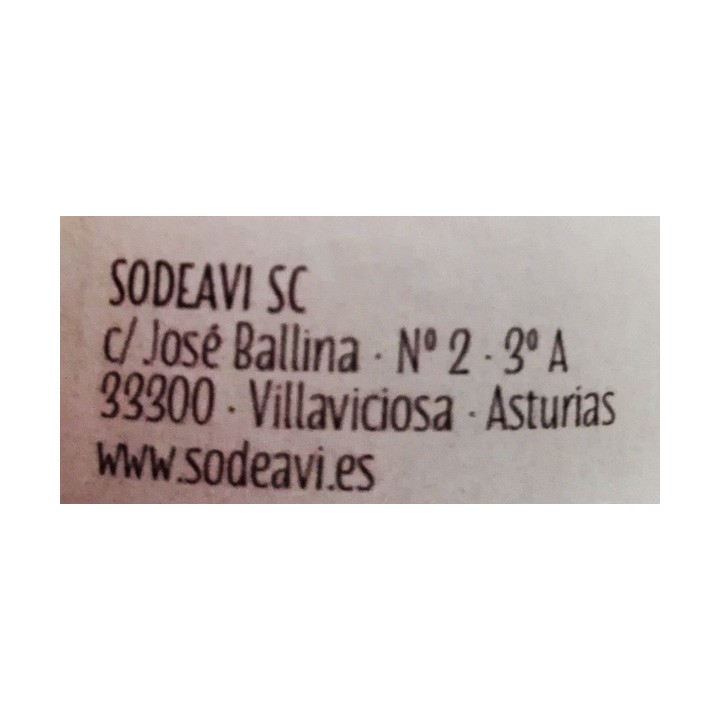 SODEAVI SC
c/ José Ballina · Nº 2 · 3º A
33300 · Villaviciosa · Asturias
www.sodeavi.es